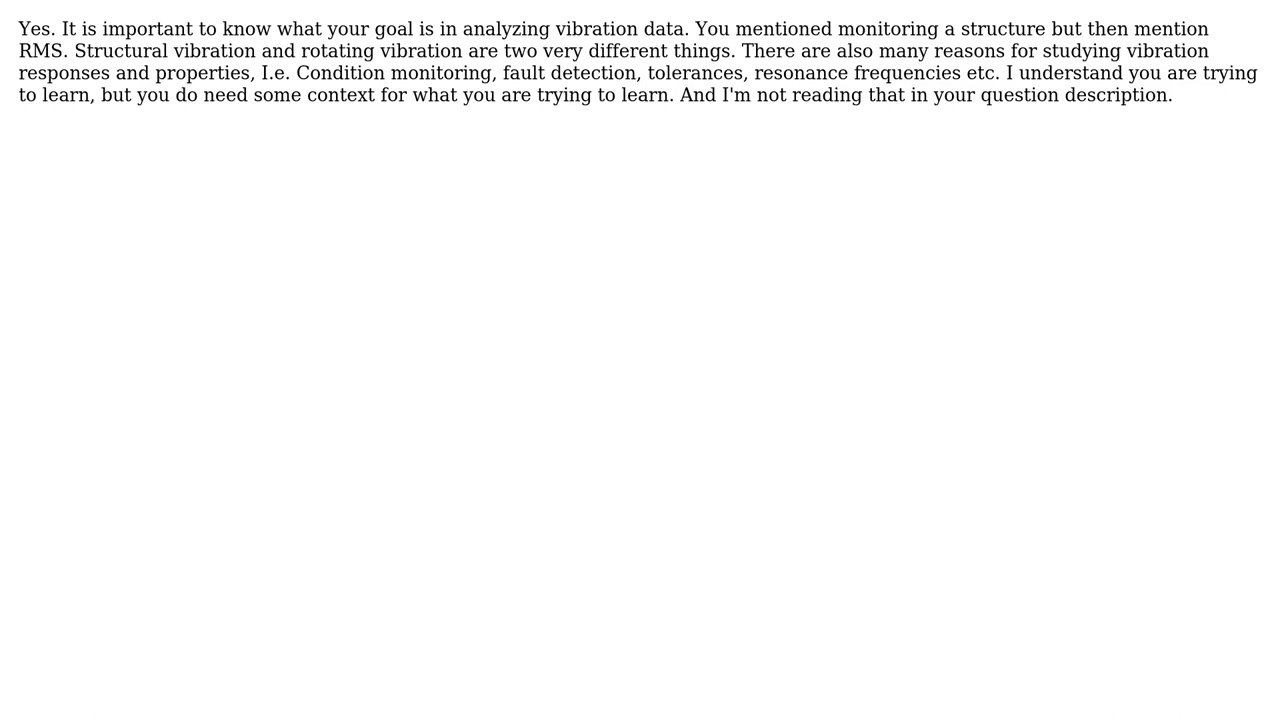 Yes. It is important to know what your goal is in analyzing vibration data. You mentioned monitoring a structure but then mention
RMS. Structural vibration and rotating vibration are two very different things. There are also many reasons for studying vibration
responses and properties, I.e. Condition monitoring, fault detection, tolerances, resonance frequencies etc. I understand you are trying
to learn, but you do need some context for what you are trying to learn. And I'm not reading that in your question description.